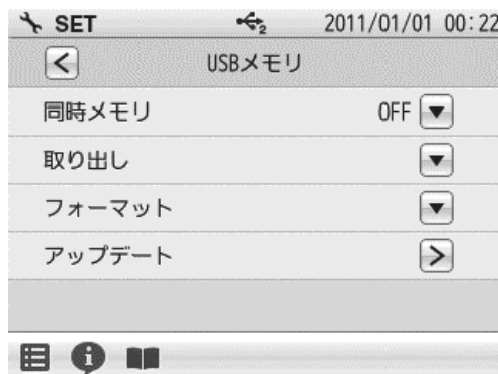 SET 2 2011/01/01 00:22
USBメモリ
同時メモリ OFF
取り出し
フォーマット
アップデート